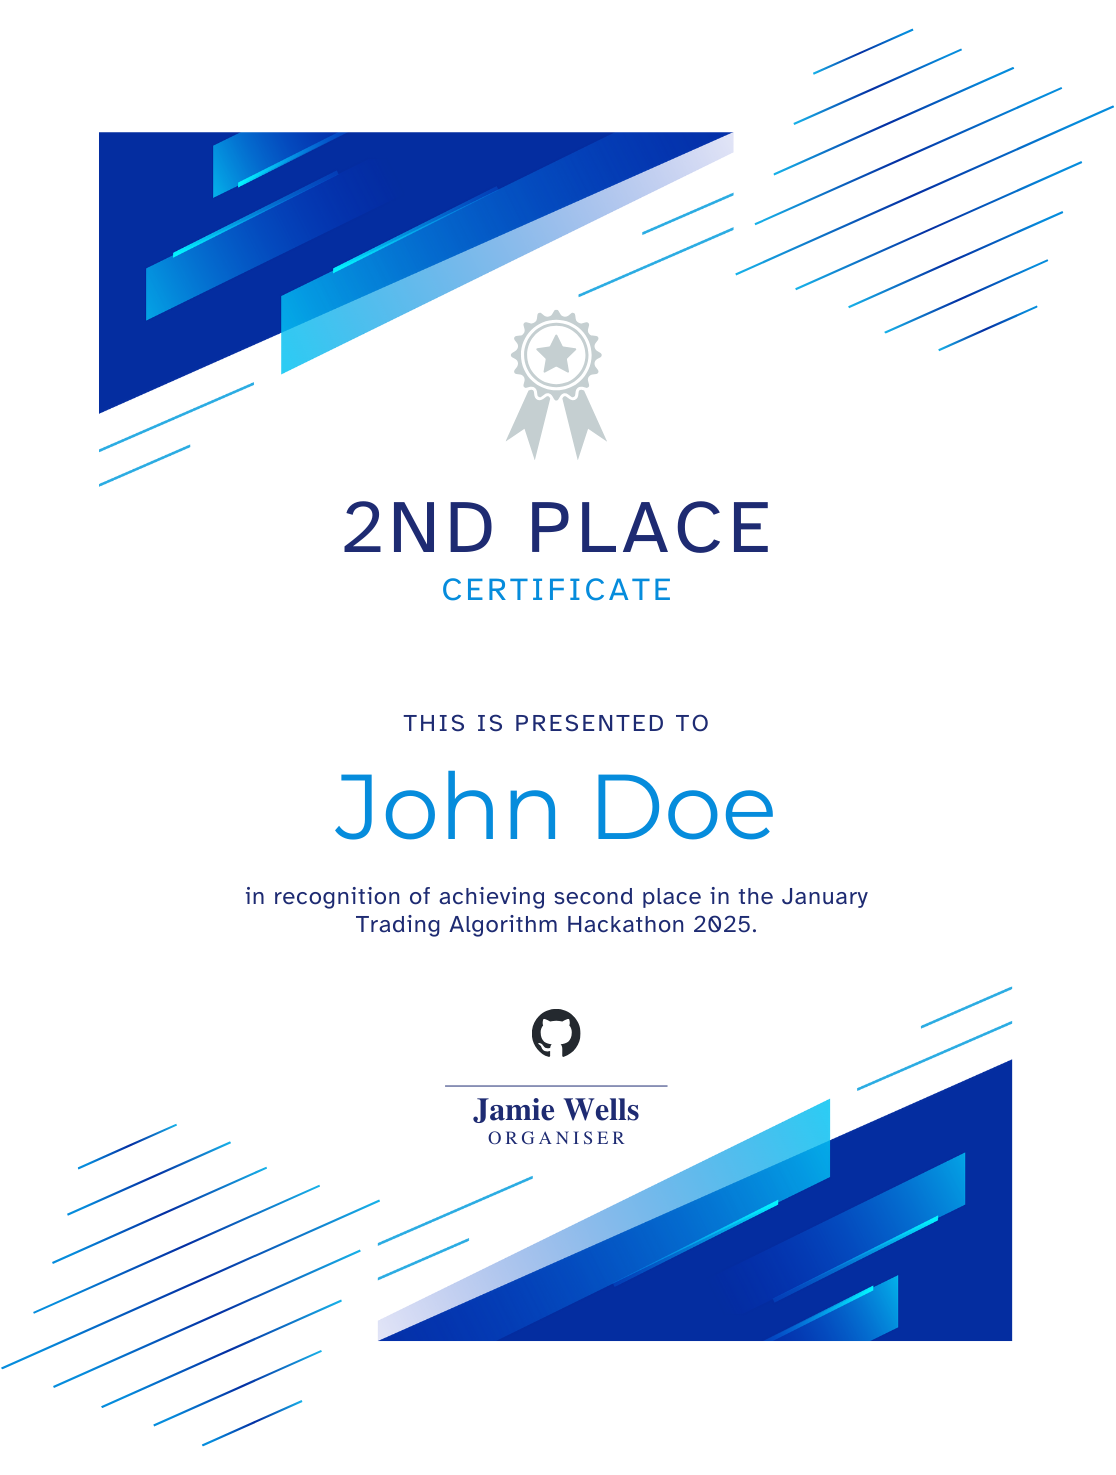 2ND PLACE
CERTIFICATE
THIS IS PRESENTED TO
John Doe
in recognition of achieving second place in the January
Trading Algorithm Hackathon 2025.
Jamie Wells
ORGANISER